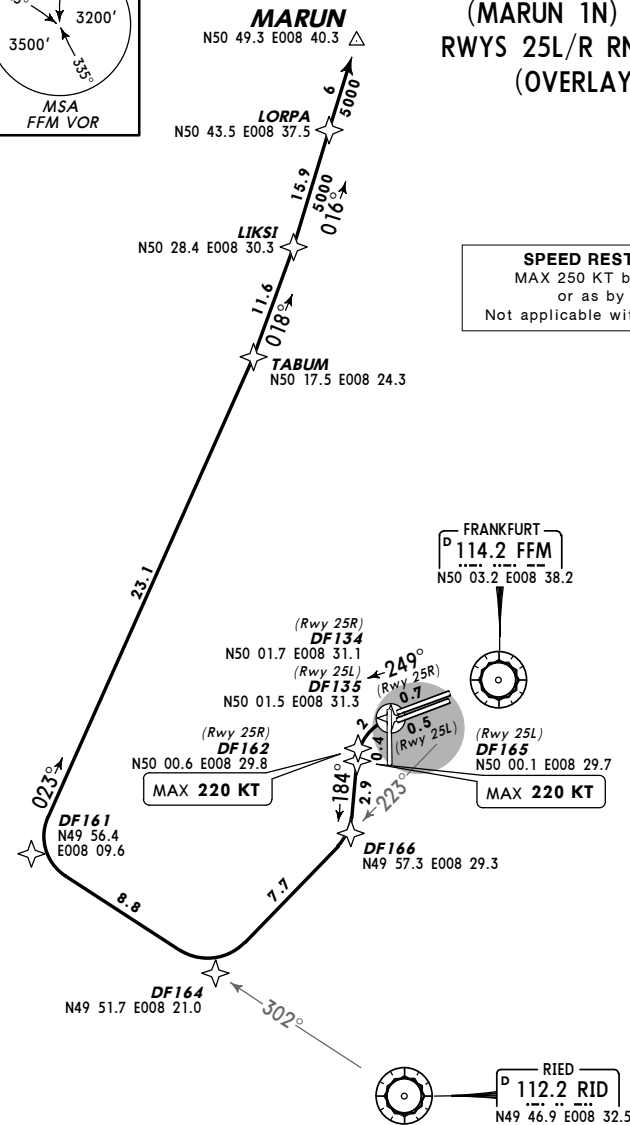 3200'
3500'
335°
MSA
FFM VOR
MARUN
N50 49.3 E008 40.3
(MARUN 1N)
RWYS 25L/R RN
(OVERLAY
6
5000
LORPA
N50 43.5 E008 37.5
15.9
5000
016°
LIKSI
N50 28.4 E008 30.3
SPEED REST
MAX 250 KT b
or as by
Not applicable wit
11.6
018°
TABUM
N50 17.5 E008 24.3
23.1
FRANKFURT
D 114.2 FFM
N50 03.2 E008 38.2
(Rwy 25R)
DF134
N50 01.7 E008 31.1
(Rwy 25L)
DF135
N50 01.5 E008 31.3
249°
(Rwy 25R)
0.7
0.5
(Rwy 25L)
2
0.4
(Rwy 25R)
DF162
N50 00.6 E008 29.8
MAX 220 KT
(Rwy 25L)
DF165
N50 00.1 E008 29.7
MAX 220 KT
184°
2.9
223°
023°
DF161
N49 56.4
E008 09.6
DF166
N49 57.3 E008 29.3
8.8
7.7
DF164
N49 51.7 E008 21.0
302°
RIED
D 112.2 RID
N49 46.9 E008 32.5